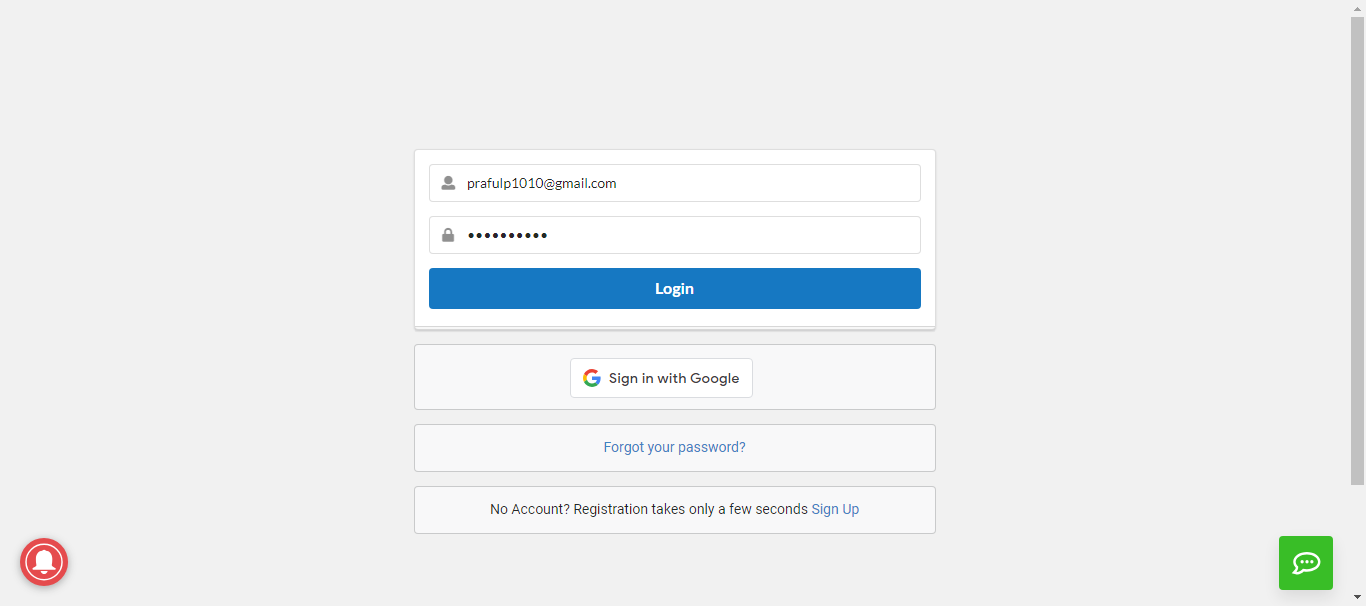 prafulp1010@gmail.com
••••••••••
Login
Sign in with Google
Forgot your password?
No Account? Registration takes only a few seconds Sign Up